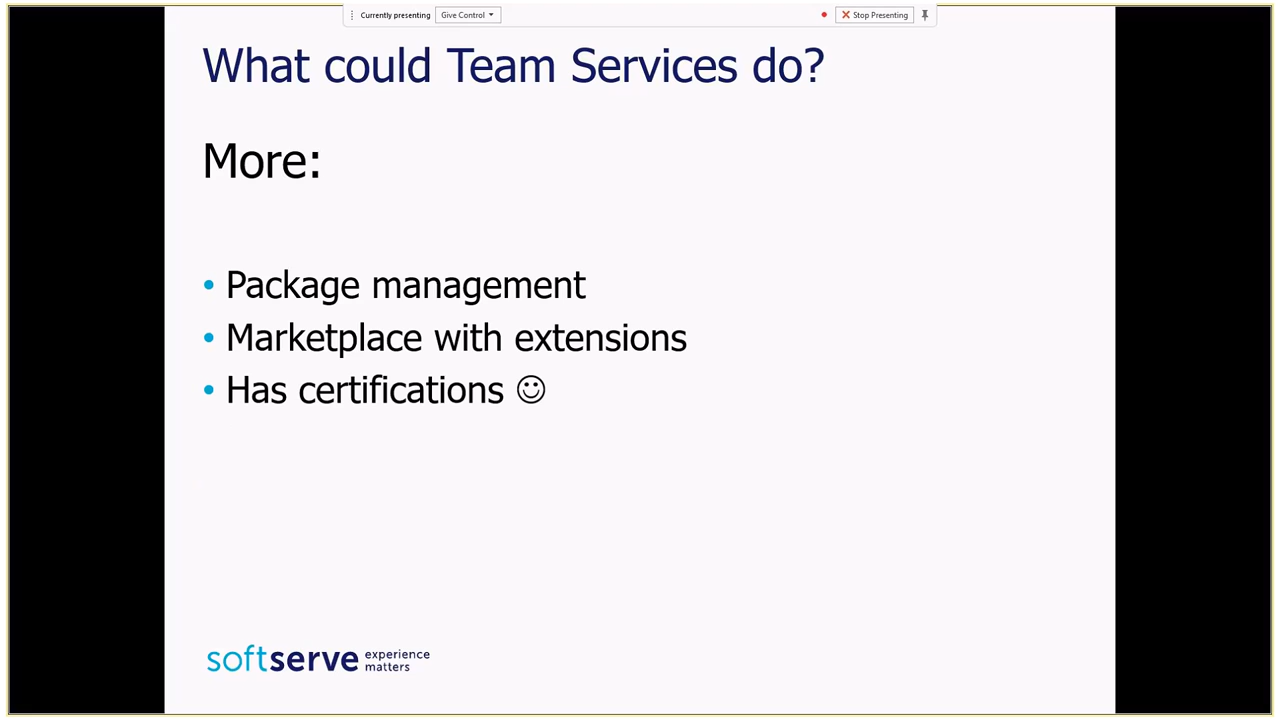 Currently presenting Give Control Stop Presenting
What could Team Services do?
More:
• Package management
• Marketplace with extensions
• Has certifications ☺
softserve experience
matters